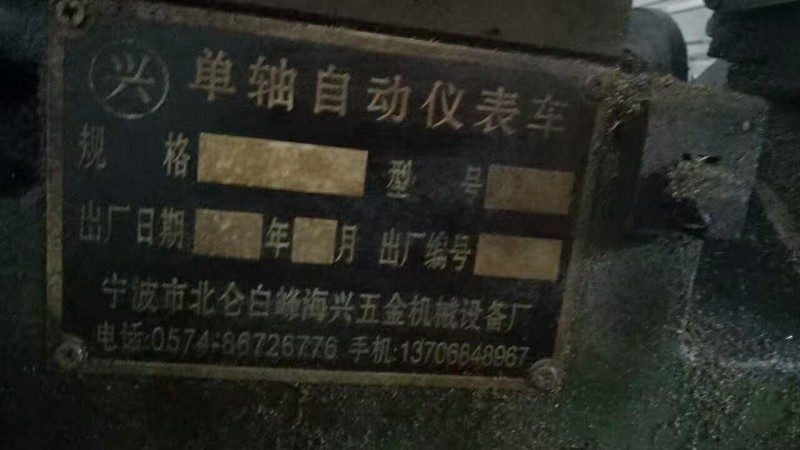 兴 单轴自动仪表车
规 格 型 号
出厂日期 年 月 出厂编号
宁波市北仑白峰海兴五金机械设备厂
电话:0574-86726776 手机:13706848967